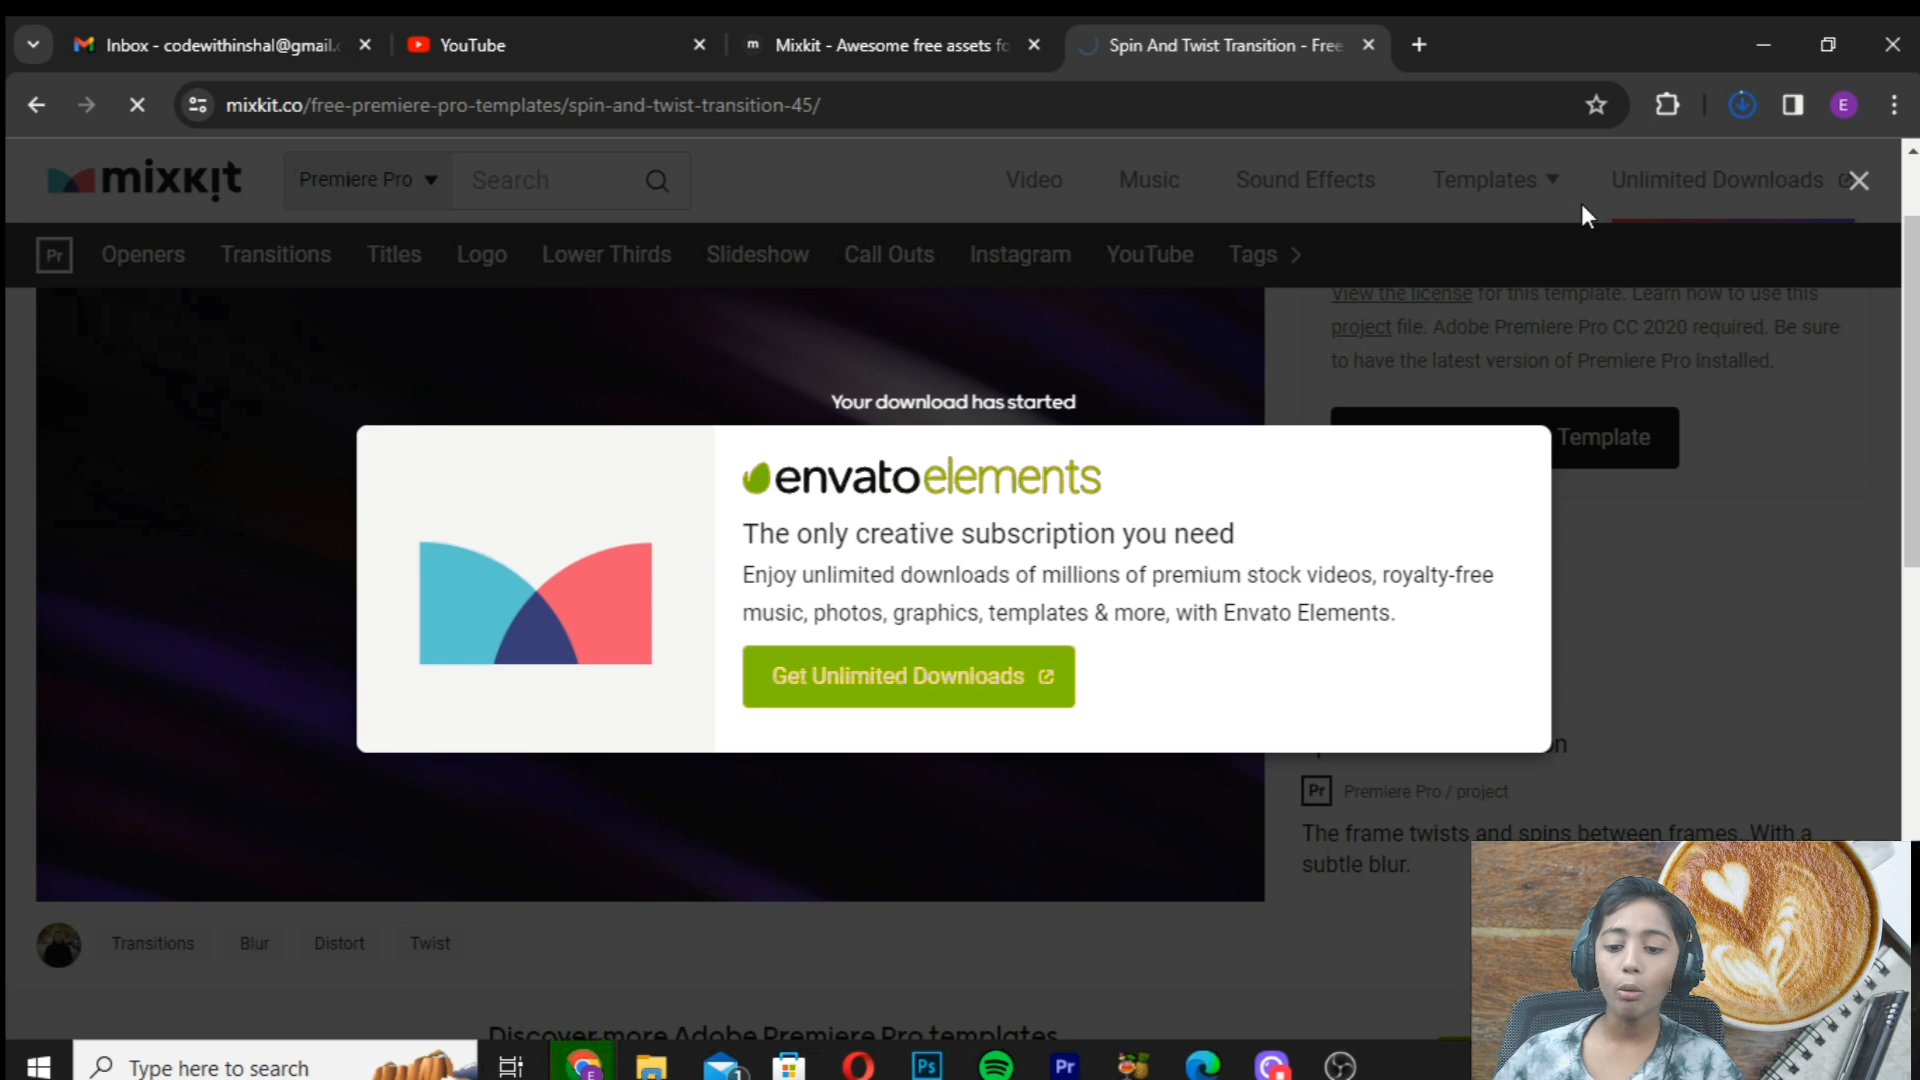 Inbox - codewithinshal@gmail.c
YouTube
Mixkit - Awesome free assets fo
Spin And Twist Transition - Free
mixkit.co/free-premiere-pro-templates/spin-and-twist-transition-45/
E
mixkit
Premiere Pro
Search
Video
Music
Sound Effects
Templates
Unlimited Downloads
Pr
Openers
Transitions
Titles
Logo
Lower Thirds
Slideshow
Call Outs
Instagram
YouTube
Tags
View the license for this template. Learn how to use this
project file. Adobe Premiere Pro CC 2020 required. Be sure
to have the latest version of Premiere Pro installed.
Template
Your download has started
envato elements
The only creative subscription you need
Enjoy unlimited downloads of millions of premium stock videos, royalty-free
music, photos, graphics, templates & more, with Envato Elements.
Get Unlimited Downloads
Pr
Premiere Pro / project
The frame twists and spins between frames. With a
subtle blur.
Transitions
Blur
Distort
Twist
Discover more Adobe Premiere Pro templates
Type here to search
E
1
Ps
Pr